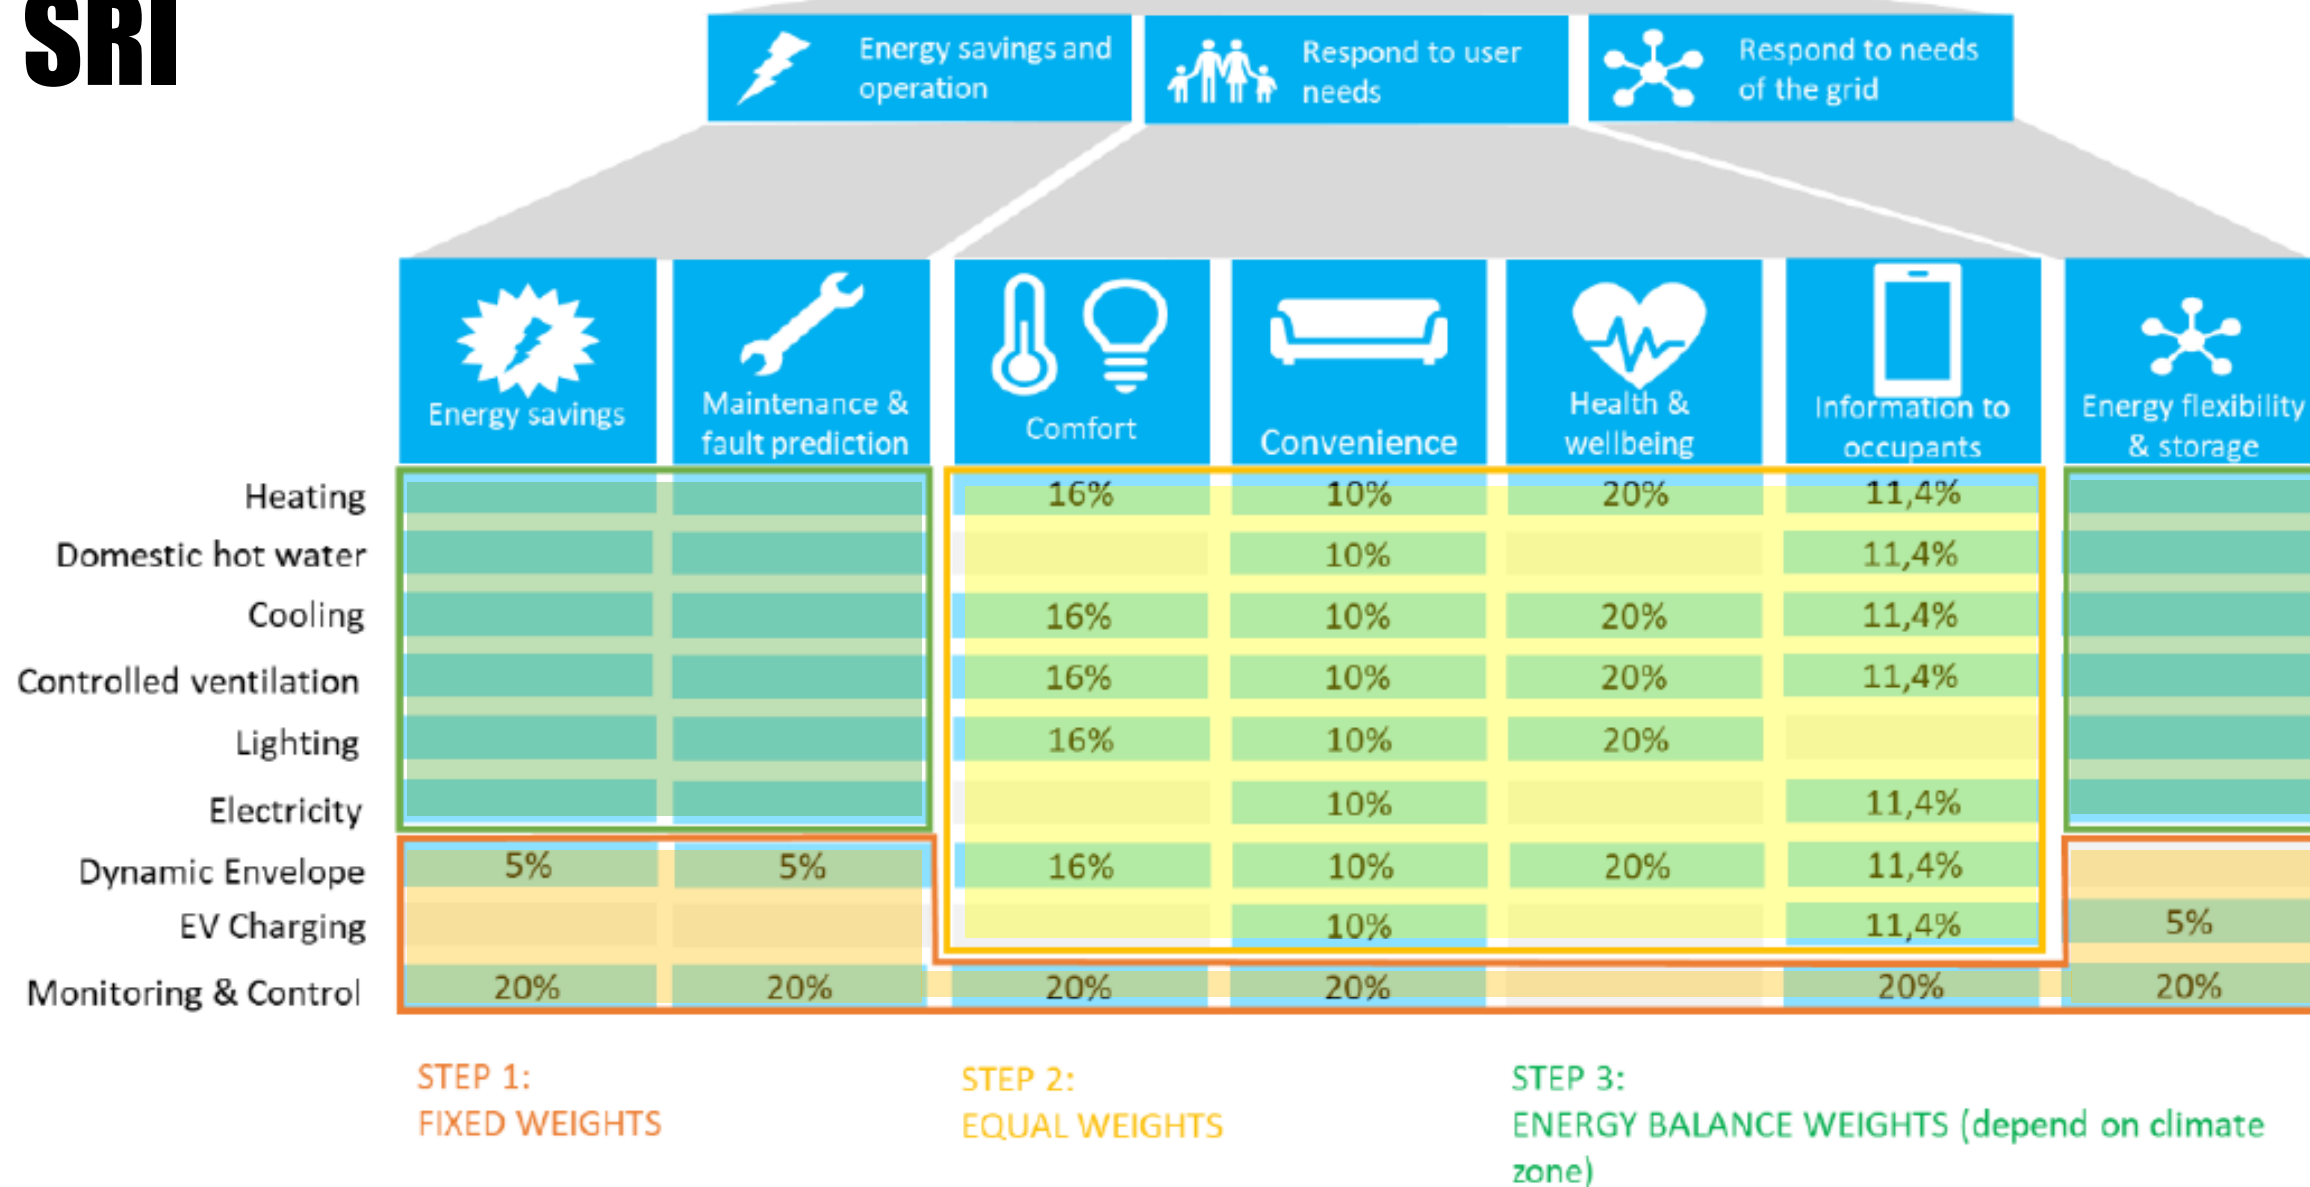 SRI
Energy savings and
operation
Respond to user
needs
Respond to needs
of the grid
Energy savings
Maintenance &
fault prediction
Comfort
Convenience
Health &
wellbeing
Information to
occupants
Energy flexibility
& storage
Heating 16% 10% 20% 11,4%
Domestic hot water 10% 11,4%
Cooling 16% 10% 20% 11,4%
Controlled ventilation 16% 10% 20% 11,4%
Lighting 16% 10% 20%
Electricity 10% 11,4%
Dynamic Envelope 5% 5% 16% 10% 20% 11,4%
EV Charging 10% 11,4% 5%
Monitoring & Control 20% 20% 20% 20% 20% 20%
STEP 1:
FIXED WEIGHTS
STEP 2:
EQUAL WEIGHTS
STEP 3:
ENERGY BALANCE WEIGHTS (depend on climate
zone)